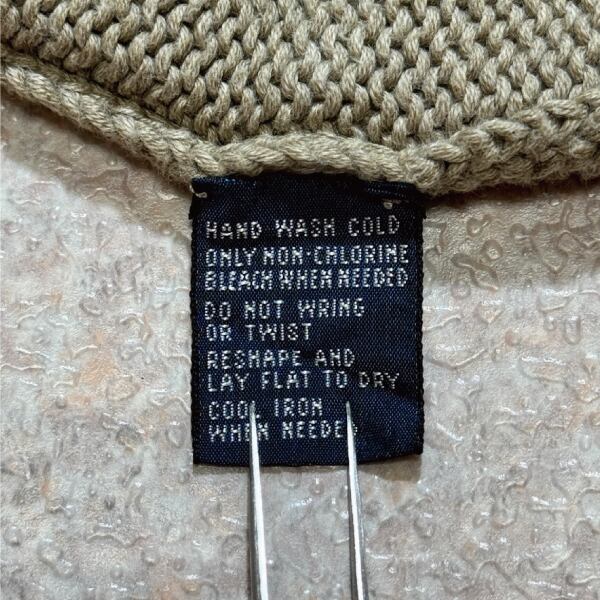 HAND WASH COLD
ONLY NON-CHLORINE
BLEACH WHEN NEEDED
DO NOT WRING
OR TWIST
RESHAPE AND
LAY FLAT TO DRY
COOL IRON
WHEN NEEDED